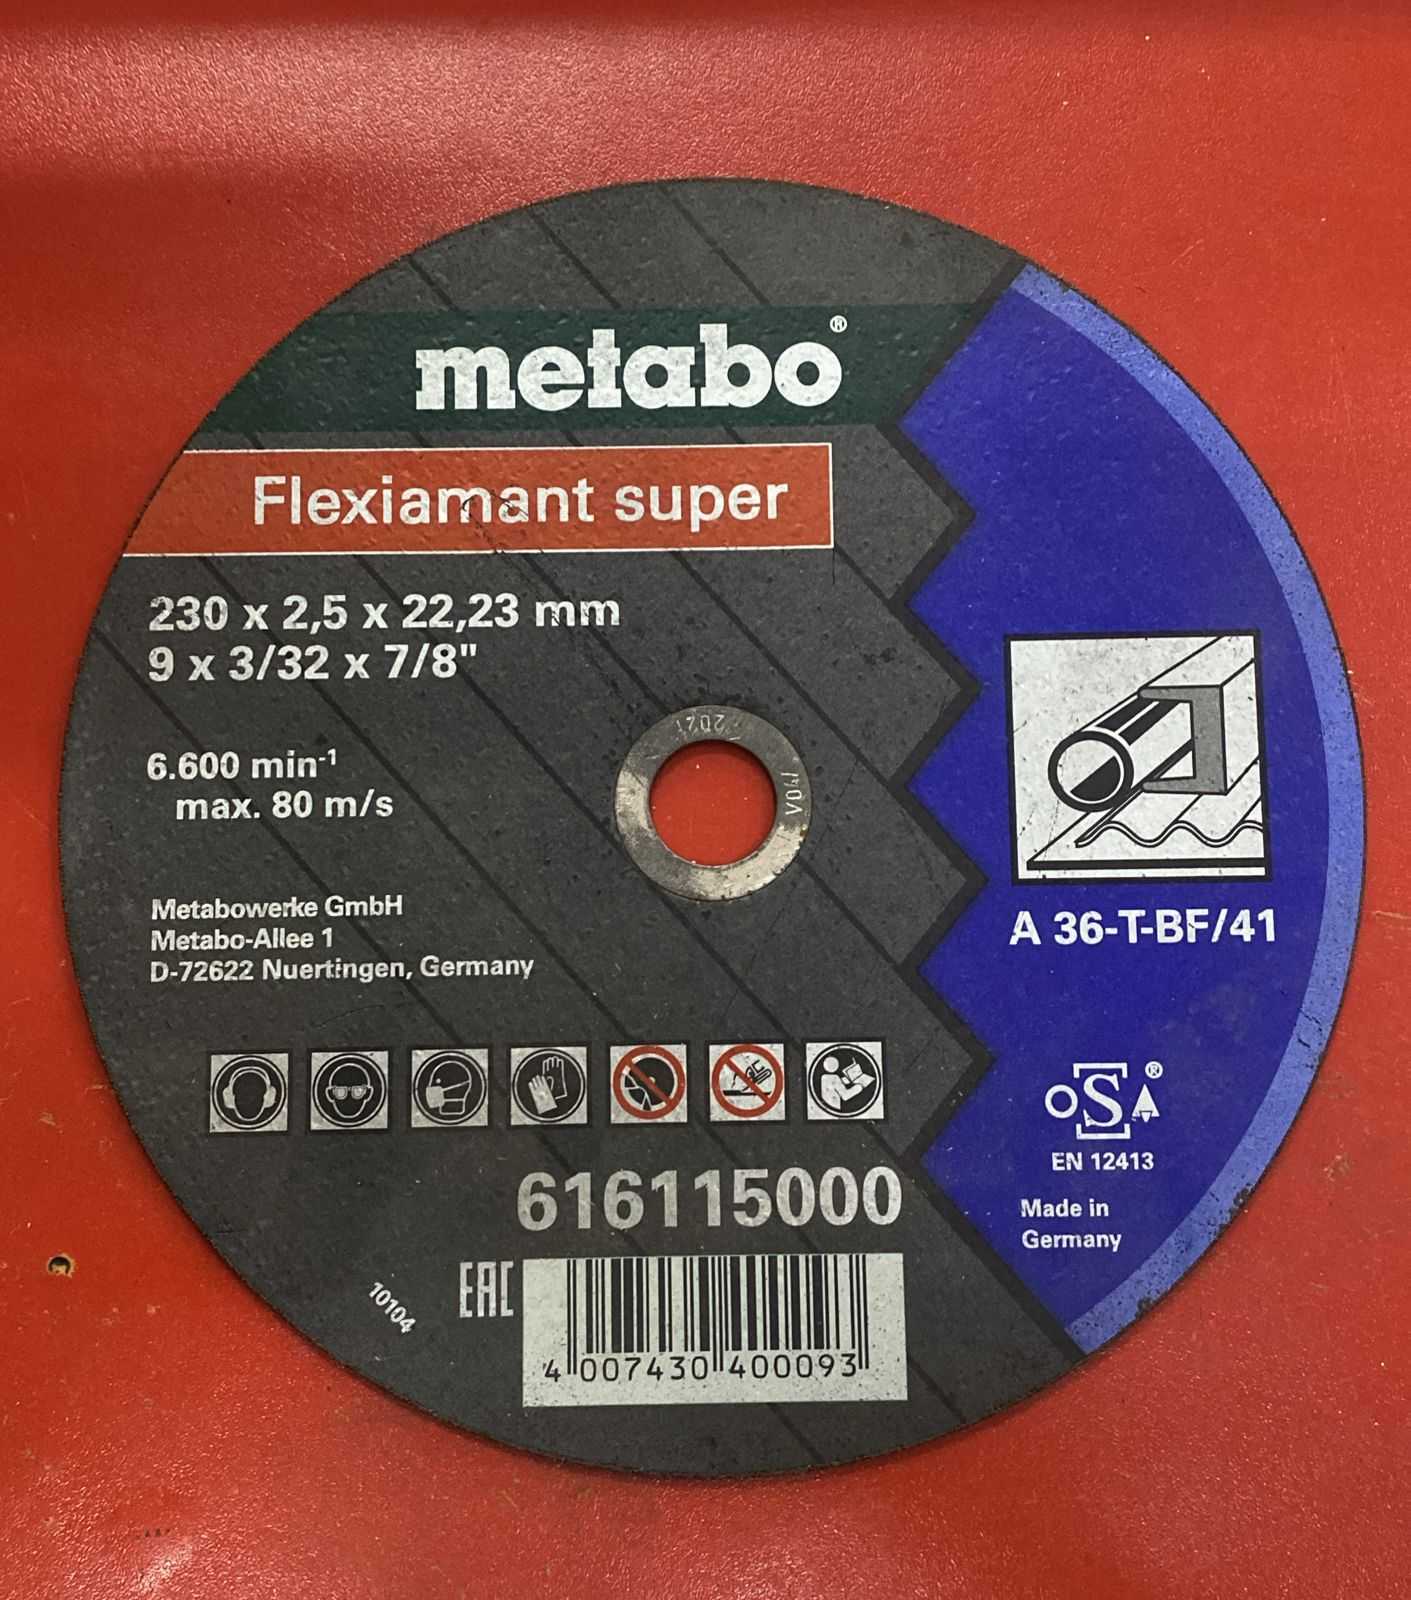 metabo®
Flexiamant super
230 x 2,5 x 22,23 mm
9 x 3/32 x 7/8"
6.600 min-1
max. 80 m/s
Metabowerke GmbH
Metabo-Allee 1
D-72622 Nuertingen, Germany
A 36-T-BF/41
oSa®
EN 12413
Made in
Germany
616115000
EAC
10104
4 007430 400093
V04/
2021